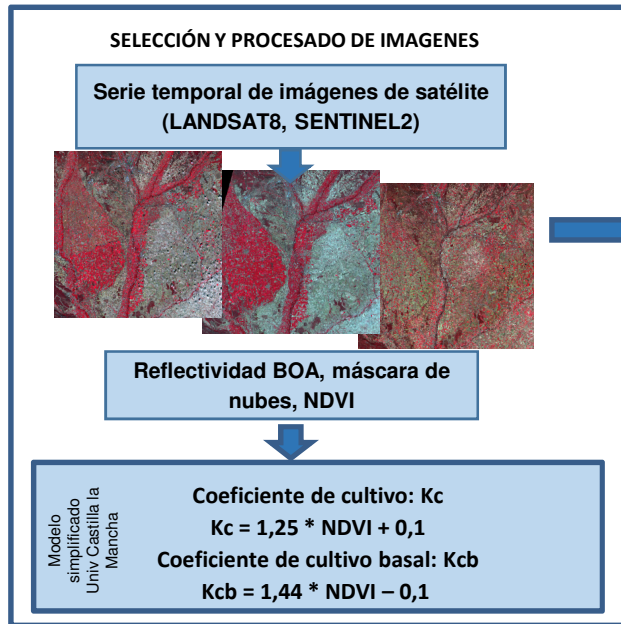 SELECCIÓN Y PROCESADO DE IMAGENES
Serie temporal de imágenes de satélite
(LANDSAT8, SENTINEL2)
Reflectividad BOA, máscara de
nubes, NDVI
Modelo
simplificado
Univ Castilla la
Mancha
Coeficiente de cultivo: Kc
Kc = 1,25 * NDVI + 0,1
Coeficiente de cultivo basal: Kcb
Kcb = 1,44 * NDVI – 0,1